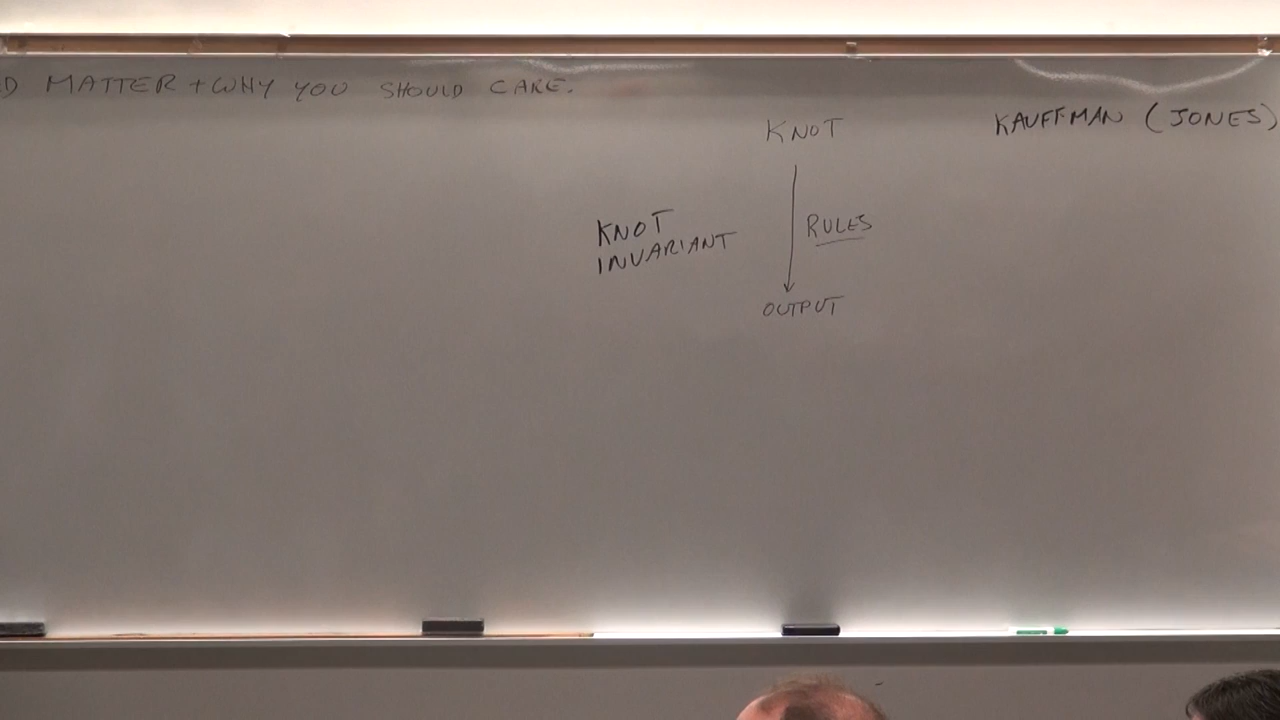 MATTER + WHY YOU SHOULD CARE.
KNOT
KAUFFMAN (JONES)
KNOT
INVARIANT
RULES
OUTPUT